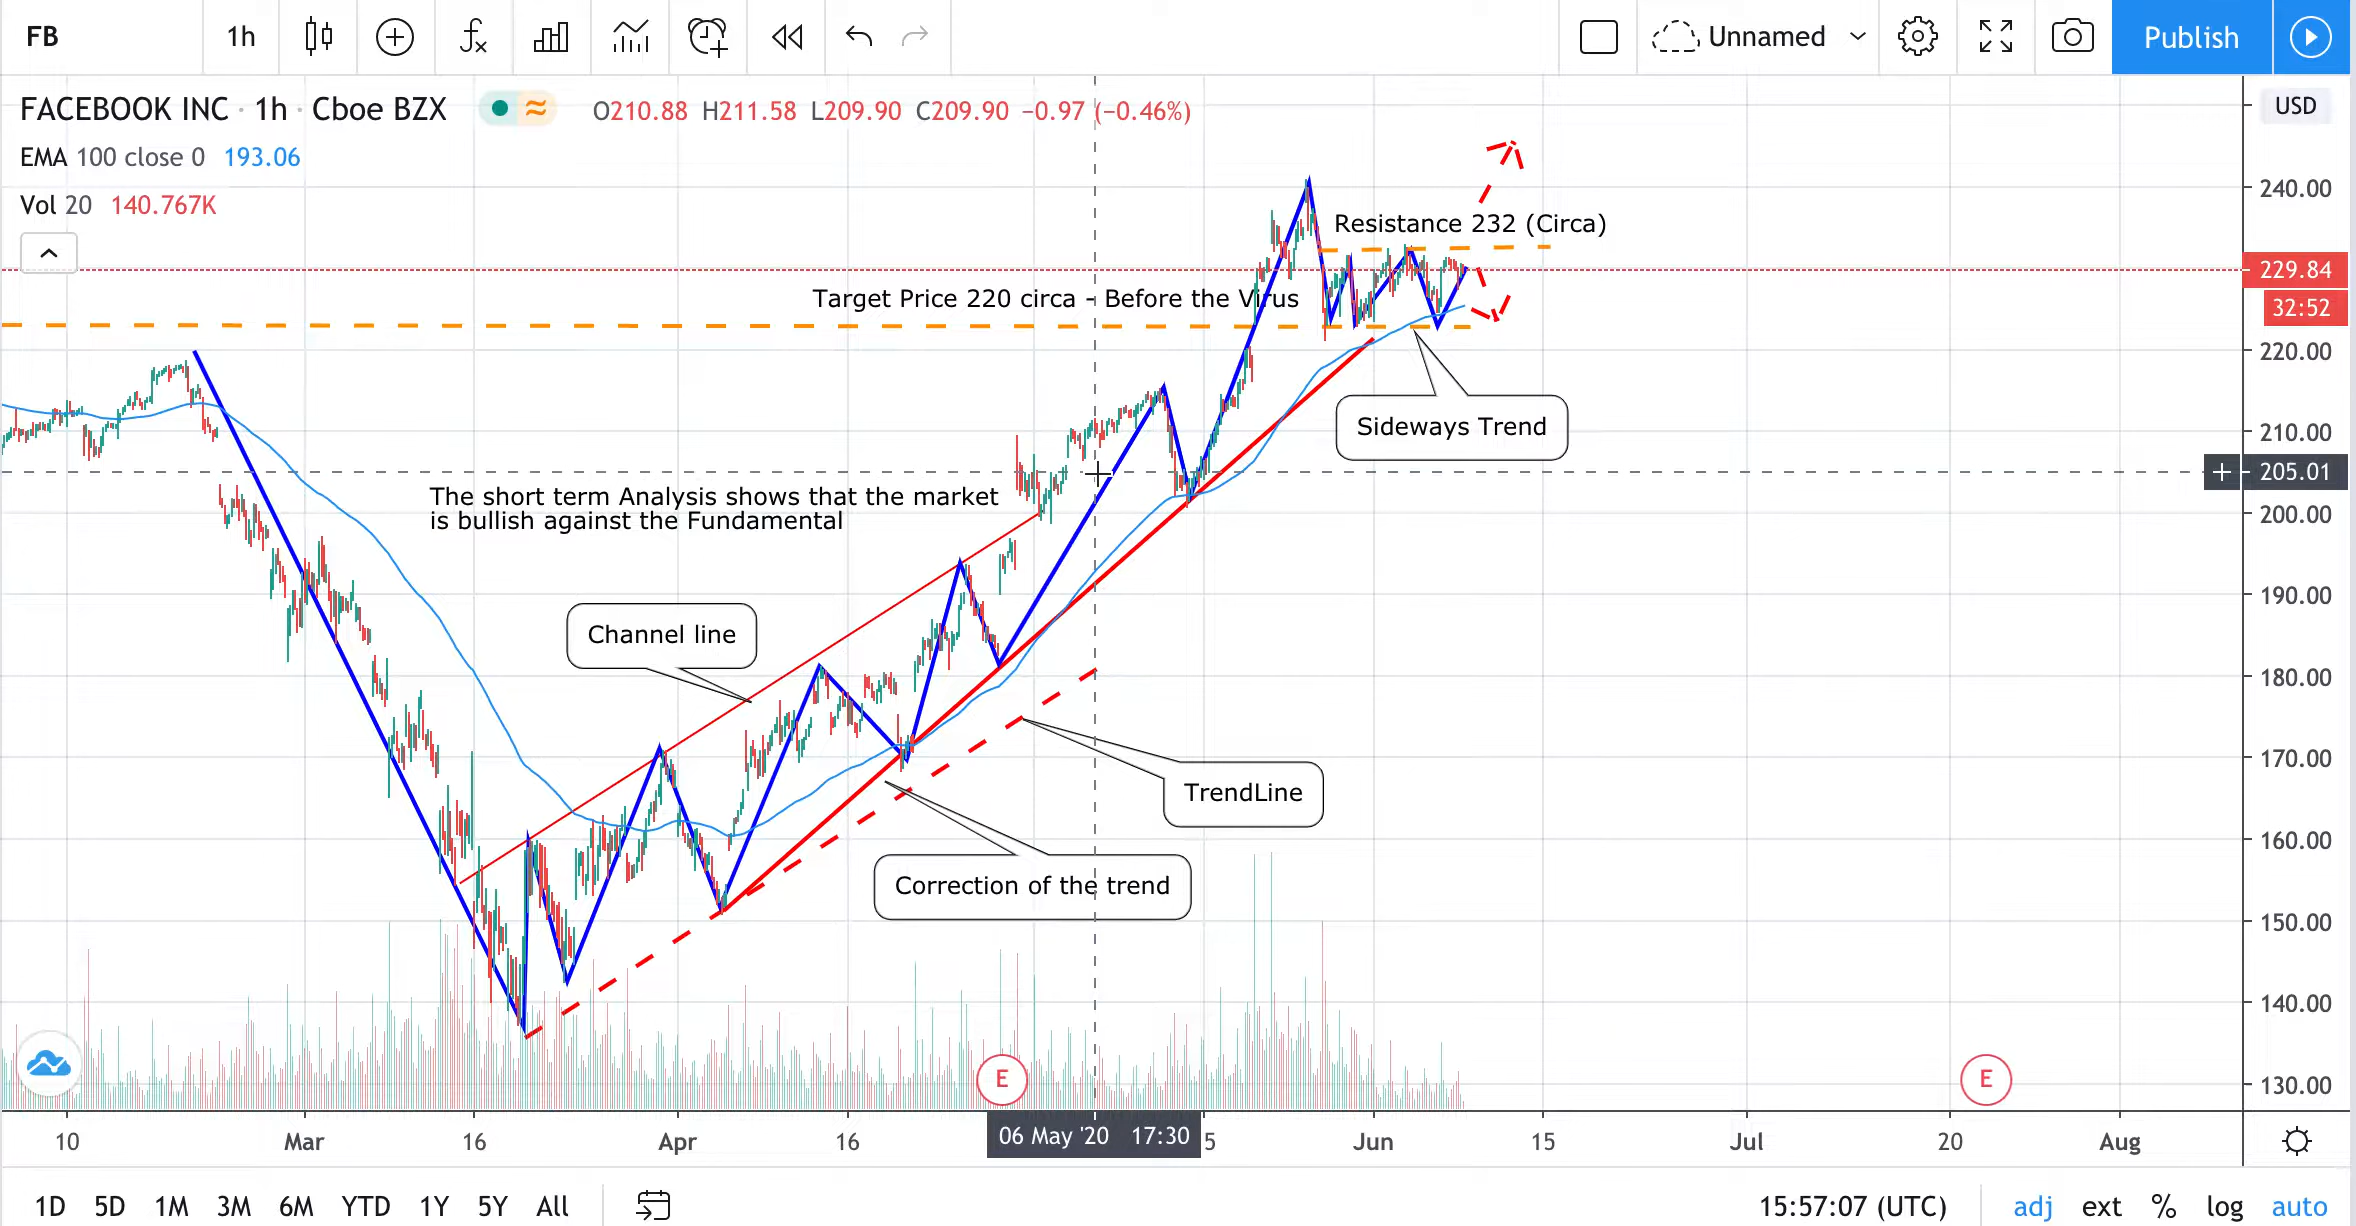 FB
1h
Unnamed
Publish
FACEBOOK INC · 1h · Cboe BZX
O210.88 H211.58 L209.90 C209.90 −0.97 (−0.46%)
USD
EMA 100 close 0 193.06
Vol 20 140.767K
240.00
Resistance 232 (Circa)
229.84
Target Price 220 circa - Before the Virus
32:52
220.00
Sideways Trend
210.00
205.01
The short term Analysis shows that the market
is bullish against the Fundamental
200.00
190.00
Channel line
180.00
170.00
TrendLine
160.00
Correction of the trend
150.00
140.00
E
E
130.00
10 Mar 16 Apr 16 06 May '20 17:30 5 Jun 15 Jul 20 Aug
1D 5D 1M 3M 6M YTD 1Y 5Y All
15:57:07 (UTC) adj ext % log auto